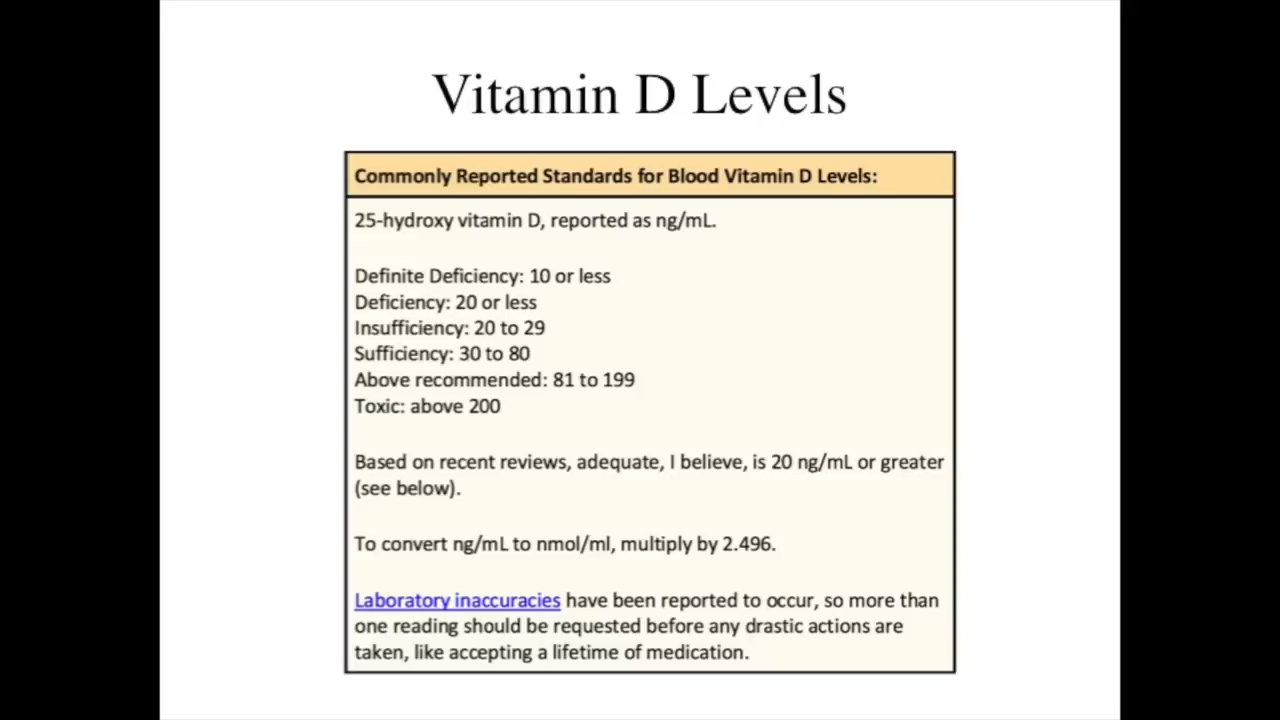 Vitamin D Levels
Commonly Reported Standards for Blood Vitamin D Levels:
25-hydroxy vitamin D, reported as ng/mL.
Definite Deficiency: 10 or less
Deficiency: 20 or less
Insufficiency: 20 to 29
Sufficiency: 30 to 80
Above recommended: 81 to 199
Toxic: above 200
Based on recent reviews, adequate, I believe, is 20 ng/mL or greater
(see below).
To convert ng/mL to nmol/ml, multiply by 2.496.
Laboratory inaccuracies have been reported to occur, so more than
one reading should be requested before any drastic actions are
taken, like accepting a lifetime of medication.